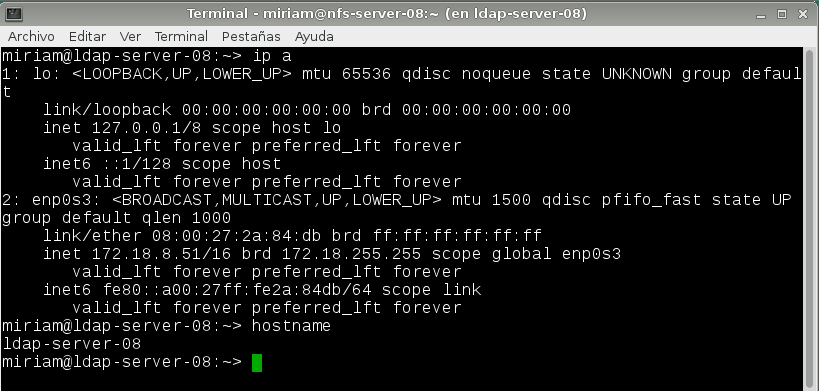 Terminal - miriam@nfs-server-08:~ (en ldap-server-08)
Archivo Editar Ver Terminal Pestañas Ayuda
miriam@ldap-server-08:~> ip a
1: lo: <LOOPBACK,UP,LOWER_UP> mtu 65536 qdisc noqueue state UNKNOWN group defaul
t
    link/loopback 00:00:00:00:00:00 brd 00:00:00:00:00:00
    inet 127.0.0.1/8 scope host lo
       valid_lft forever preferred_lft forever
    inet6 ::1/128 scope host
       valid_lft forever preferred_lft forever
2: enp0s3: <BROADCAST,MULTICAST,UP,LOWER_UP> mtu 1500 qdisc pfifo_fast state UP
group default qlen 1000
    link/ether 08:00:27:2a:84:db brd ff:ff:ff:ff:ff:ff
    inet 172.18.8.51/16 brd 172.18.255.255 scope global enp0s3
       valid_lft forever preferred_lft forever
    inet6 fe80::a00:27ff:fe2a:84db/64 scope link
       valid_lft forever preferred_lft forever
miriam@ldap-server-08:~> hostname
ldap-server-08
miriam@ldap-server-08:~>